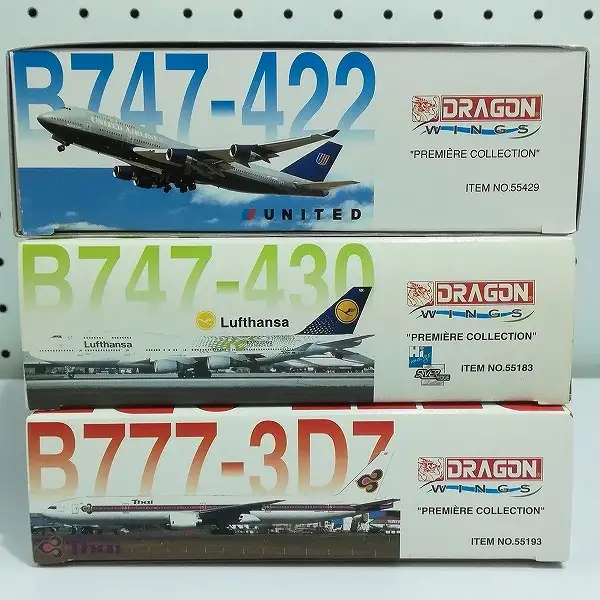 B747-422
DRAGON
WINGS
"PREMIÈRE COLLECTION"
ITEM NO.55429
UNITED
B747-430
Lufthansa
Lufthansa
DRAGON
WINGS
"PREMIÈRE COLLECTION"
ITEM NO.55183
B777-3D7
Thai
Thai
DRAGON
WINGS
"PREMIÈRE COLLECTION"
ITEM NO.55193